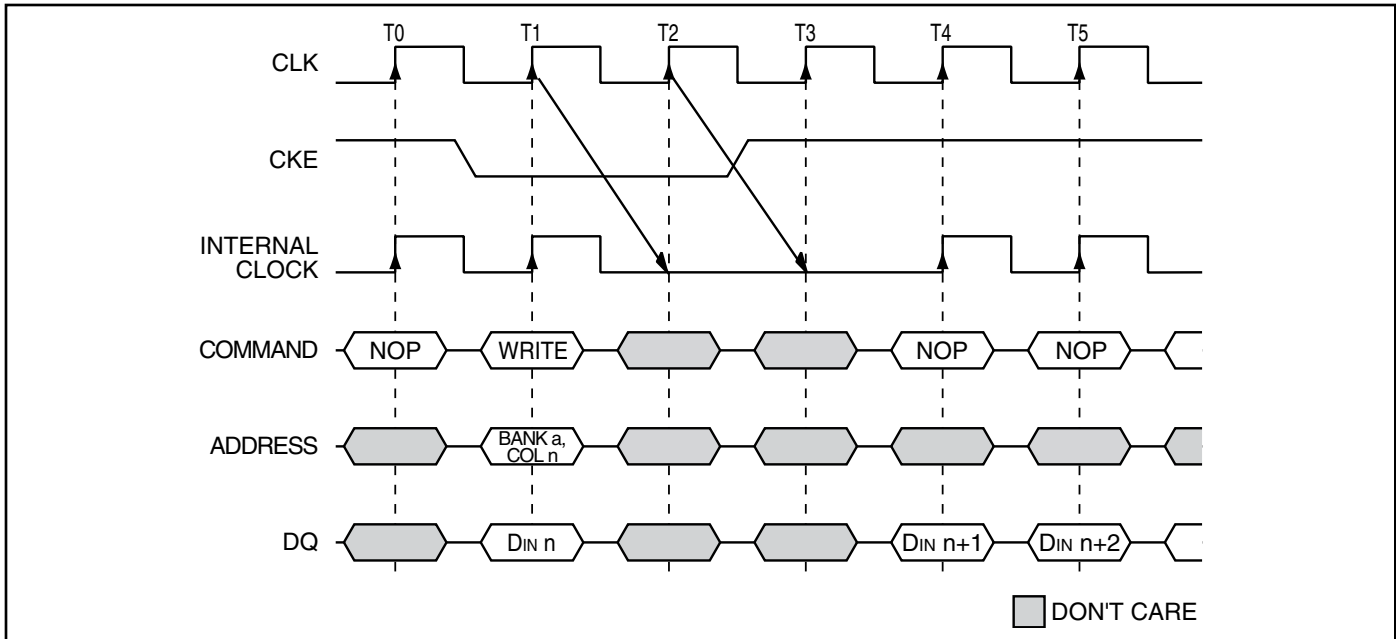 T0 T1 T2 T3 T4 T5
CLK
CKE
INTERNAL
CLOCK
COMMAND NOP WRITE NOP NOP
ADDRESS BANK a,
COL n
DQ DIN n DIN n+1 DIN n+2
DON'T CARE